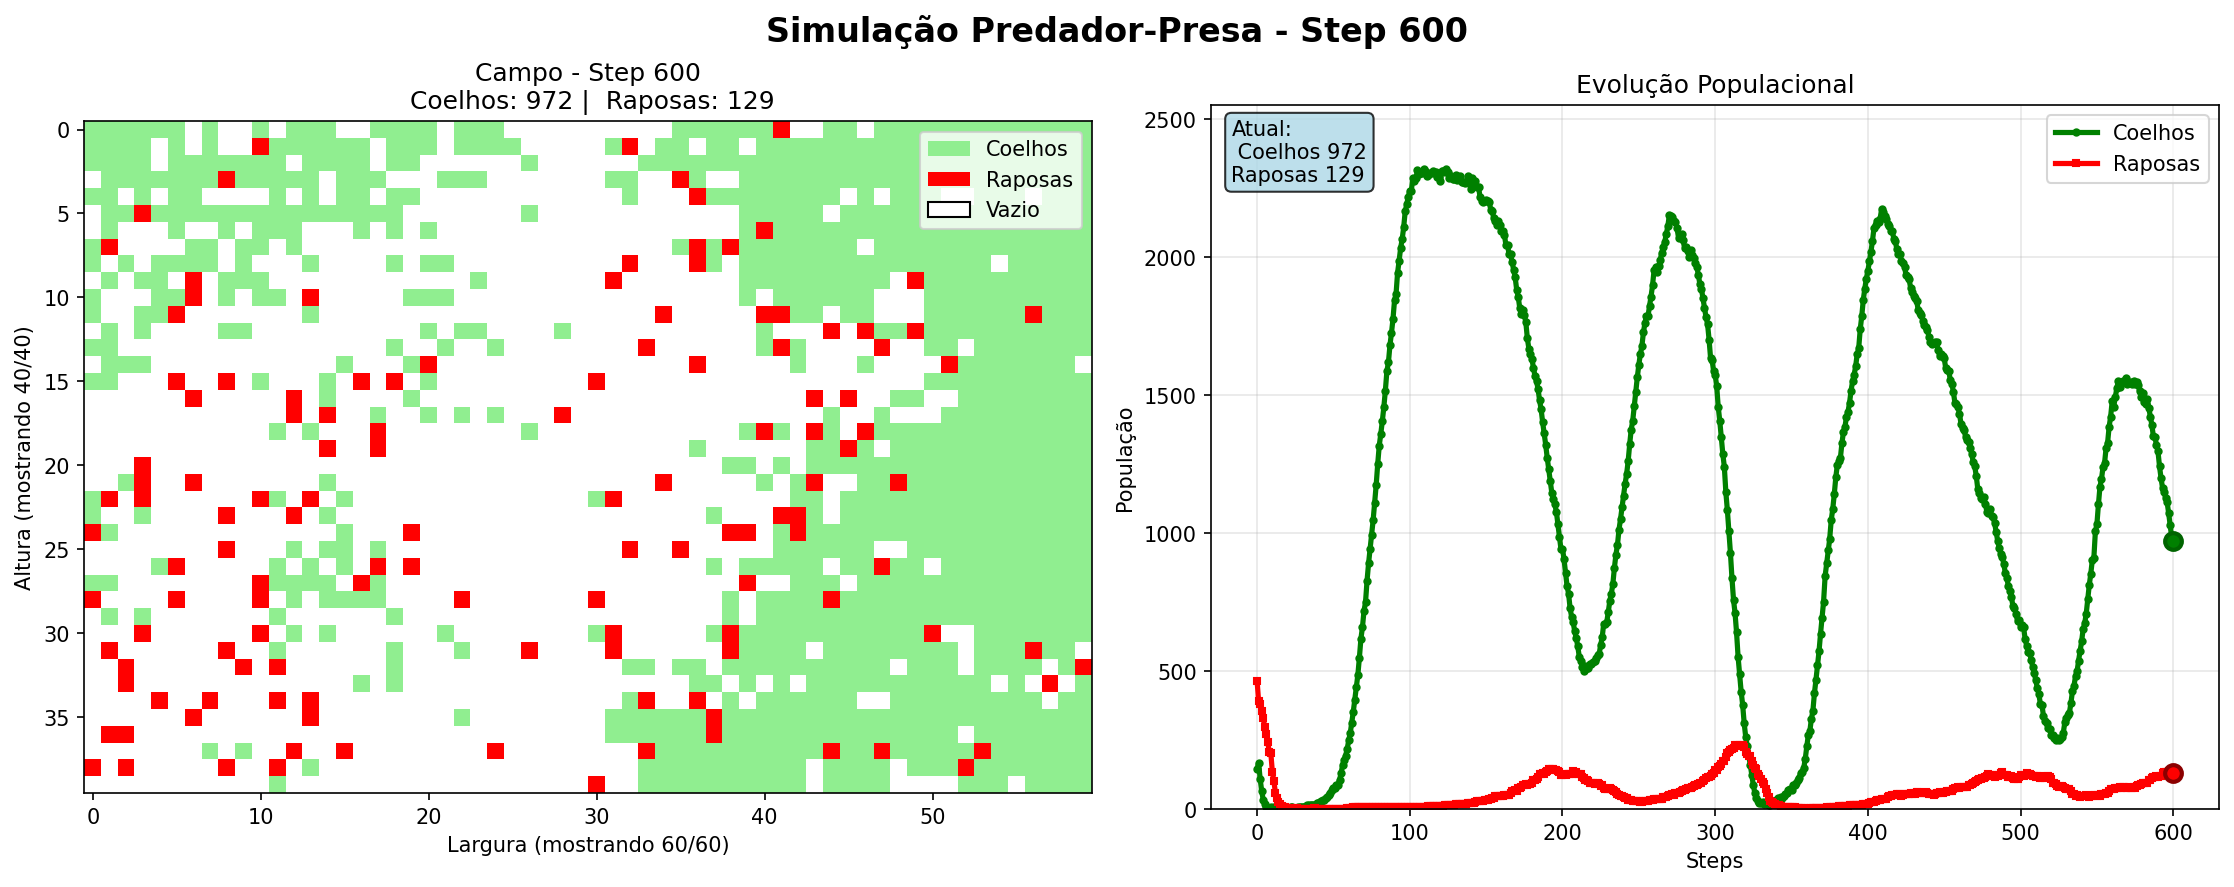 Simulação Predador-Presa - Step 600
Campo - Step 600
Coelhos: 972 |  Raposas: 129
Coelhos
Raposas
Vazio
0
5
10
15
20
25
30
35
Altura (mostrando 40/40)
0
10
20
30
40
50
Largura (mostrando 60/60)
Evolução Populacional
Atual:
Coelhos 972
Raposas 129
Coelhos
Raposas
2500
2000
1500
1000
500
0
População
0
100
200
300
400
500
600
Steps